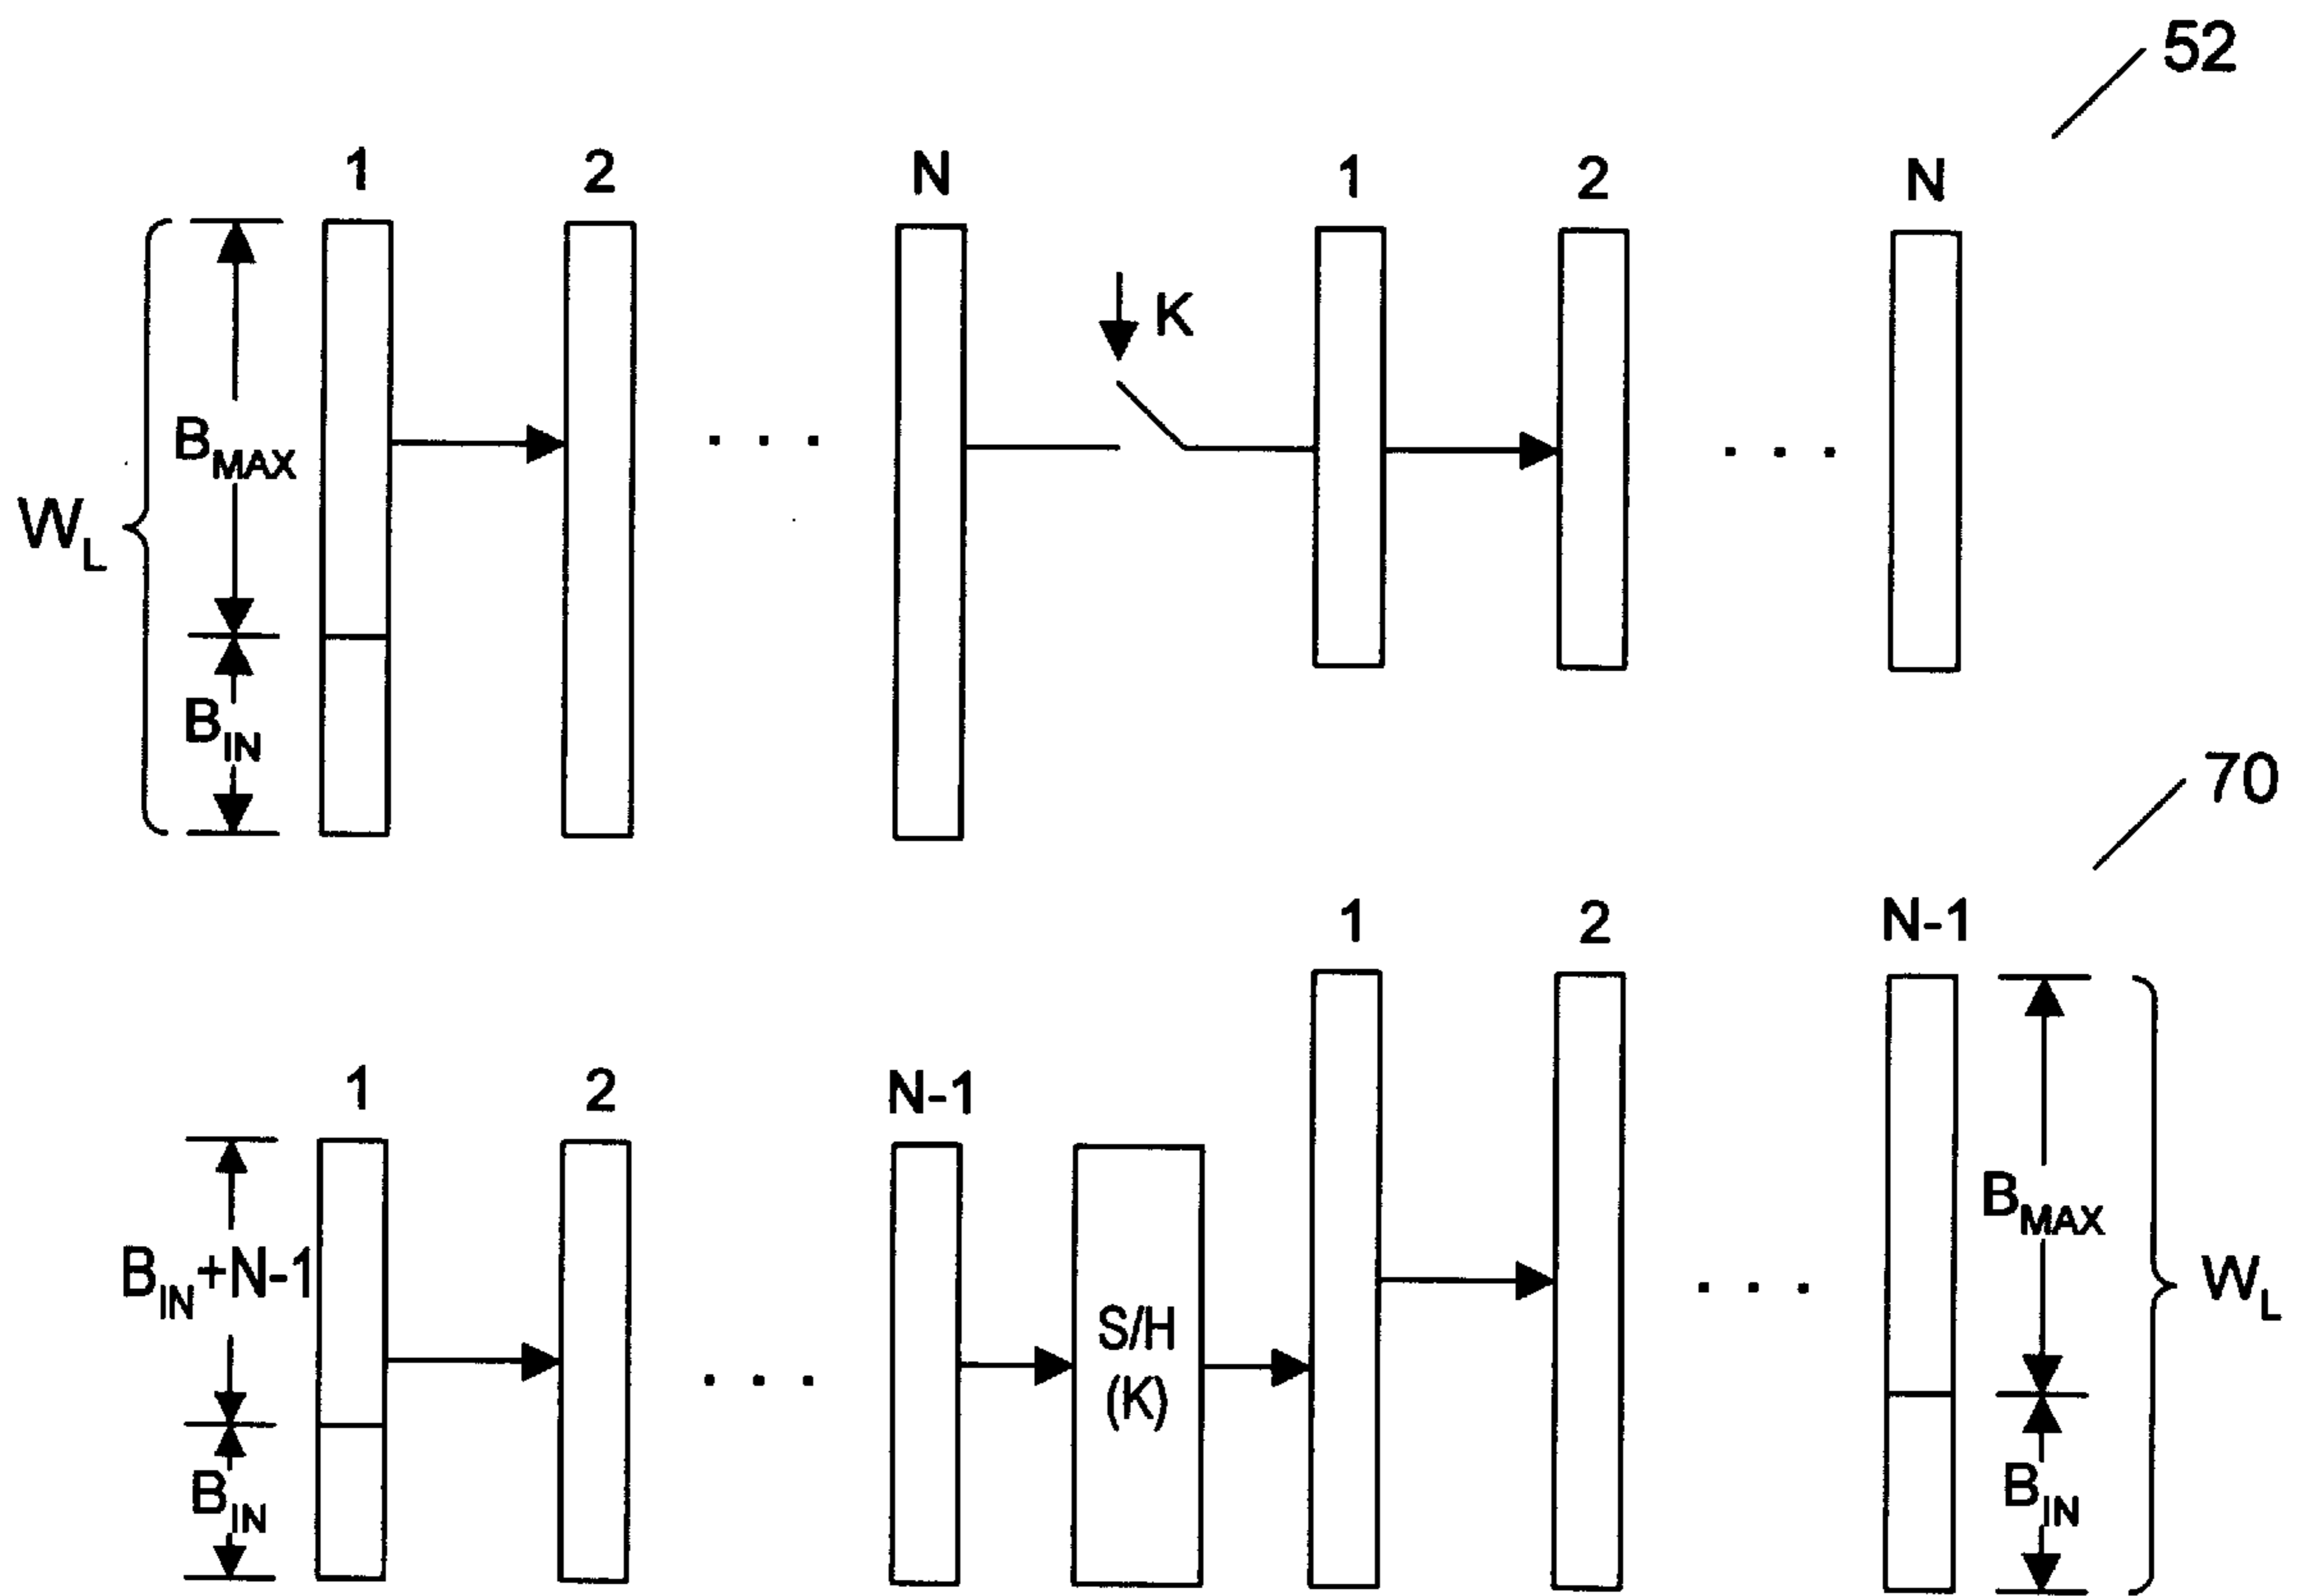 52
1 2 N 1 2 N
K
B_MAX
W_L
B_IN
70
1 2 N-1
1 2 N-1
B_MAX
B_IN+N-1
S/H
(K)
W_L
B_IN
B_IN